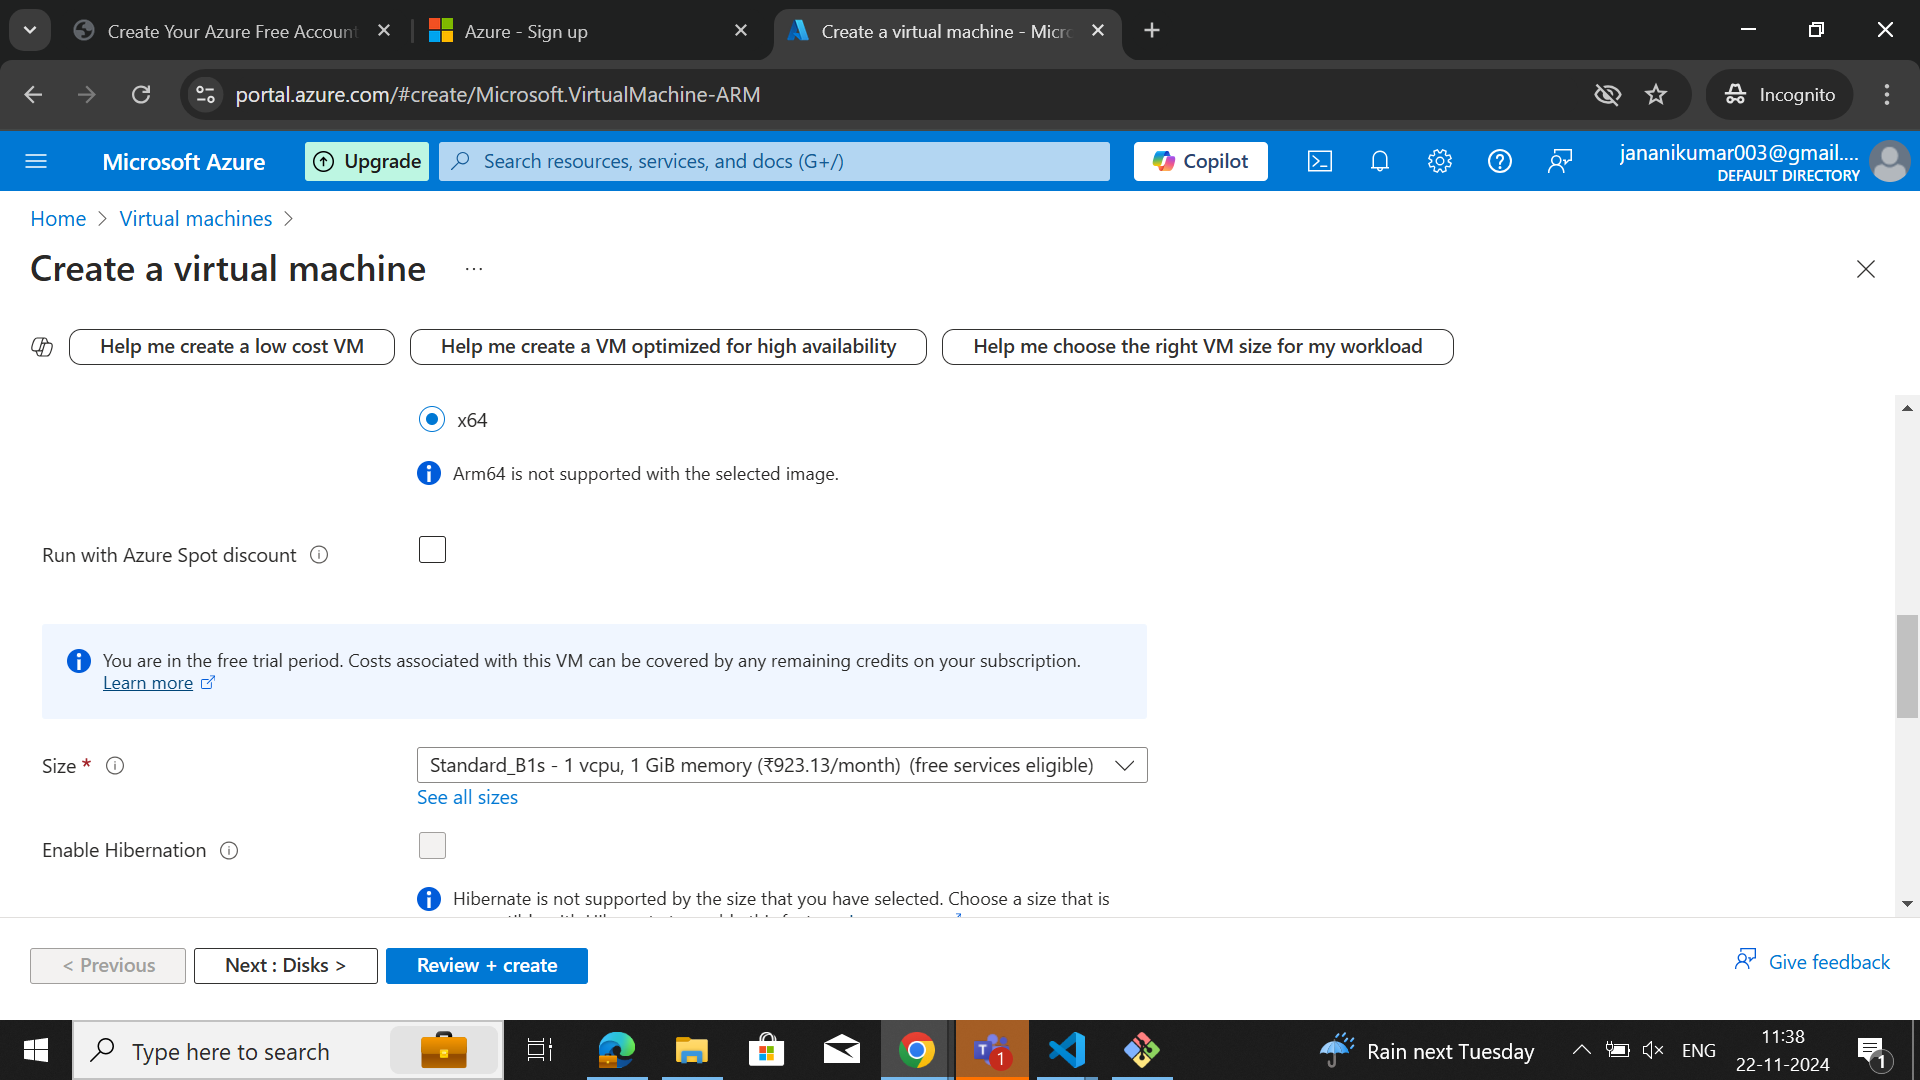 Create Your Azure Free Account
Azure - Sign up
Create a virtual machine - Micro
portal.azure.com/#create/Microsoft.VirtualMachine-ARM
Incognito
Microsoft Azure
Upgrade
Search resources, services, and docs (G+/)
Copilot
jananikumar003@gmail....
DEFAULT DIRECTORY
Home > Virtual machines >
Create a virtual machine ...
Help me create a low cost VM
Help me create a VM optimized for high availability
Help me choose the right VM size for my workload
x64
Arm64 is not supported with the selected image.
Run with Azure Spot discount
You are in the free trial period. Costs associated with this VM can be covered by any remaining credits on your subscription.
Learn more
Size *
Standard_B1s - 1 vcpu, 1 GiB memory (₹923.13/month) (free services eligible)
See all sizes
Enable Hibernation
Hibernate is not supported by the size that you have selected. Choose a size that is
< Previous
Next : Disks >
Review + create
Give feedback
Type here to search
1
Rain next Tuesday
ENG
11:38
22-11-2024
1